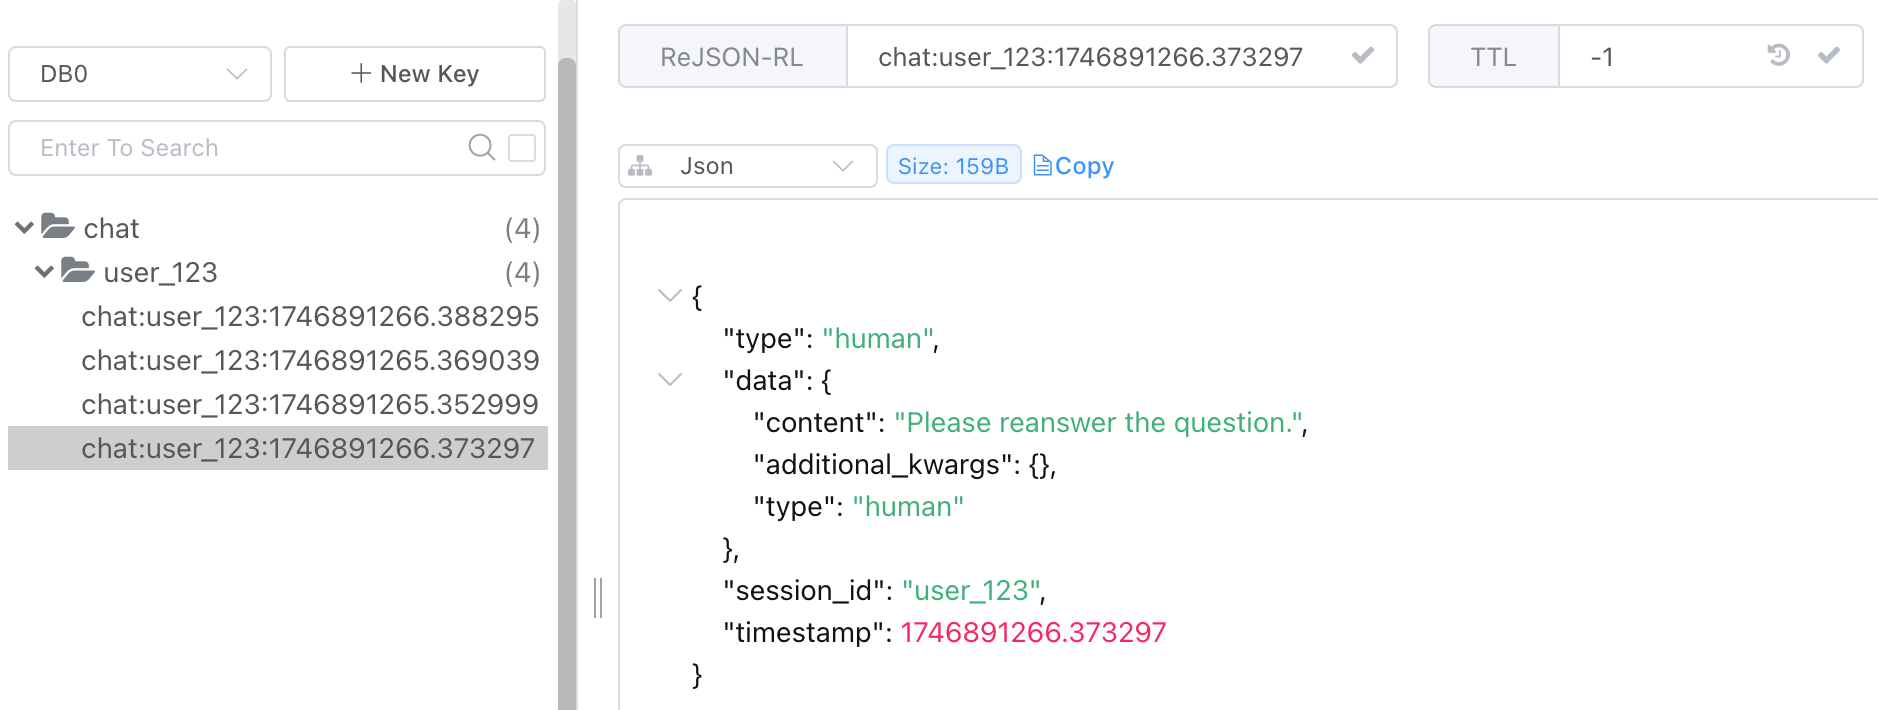 DB0
New Key
Enter To Search
chat (4)
user_123 (4)
chat:user_123:1746891266.388295
chat:user_123:1746891265.369039
chat:user_123:1746891265.352999
chat:user_123:1746891266.373297
ReJSON-RL chat:user_123:1746891266.373297 TTL -1
Json Size: 159B Copy
{
"type": "human",
"data": {
"content": "Please reanswer the question.",
"additional_kwargs": {},
"type": "human"
},
"session_id": "user_123",
"timestamp": 1746891266.373297
}